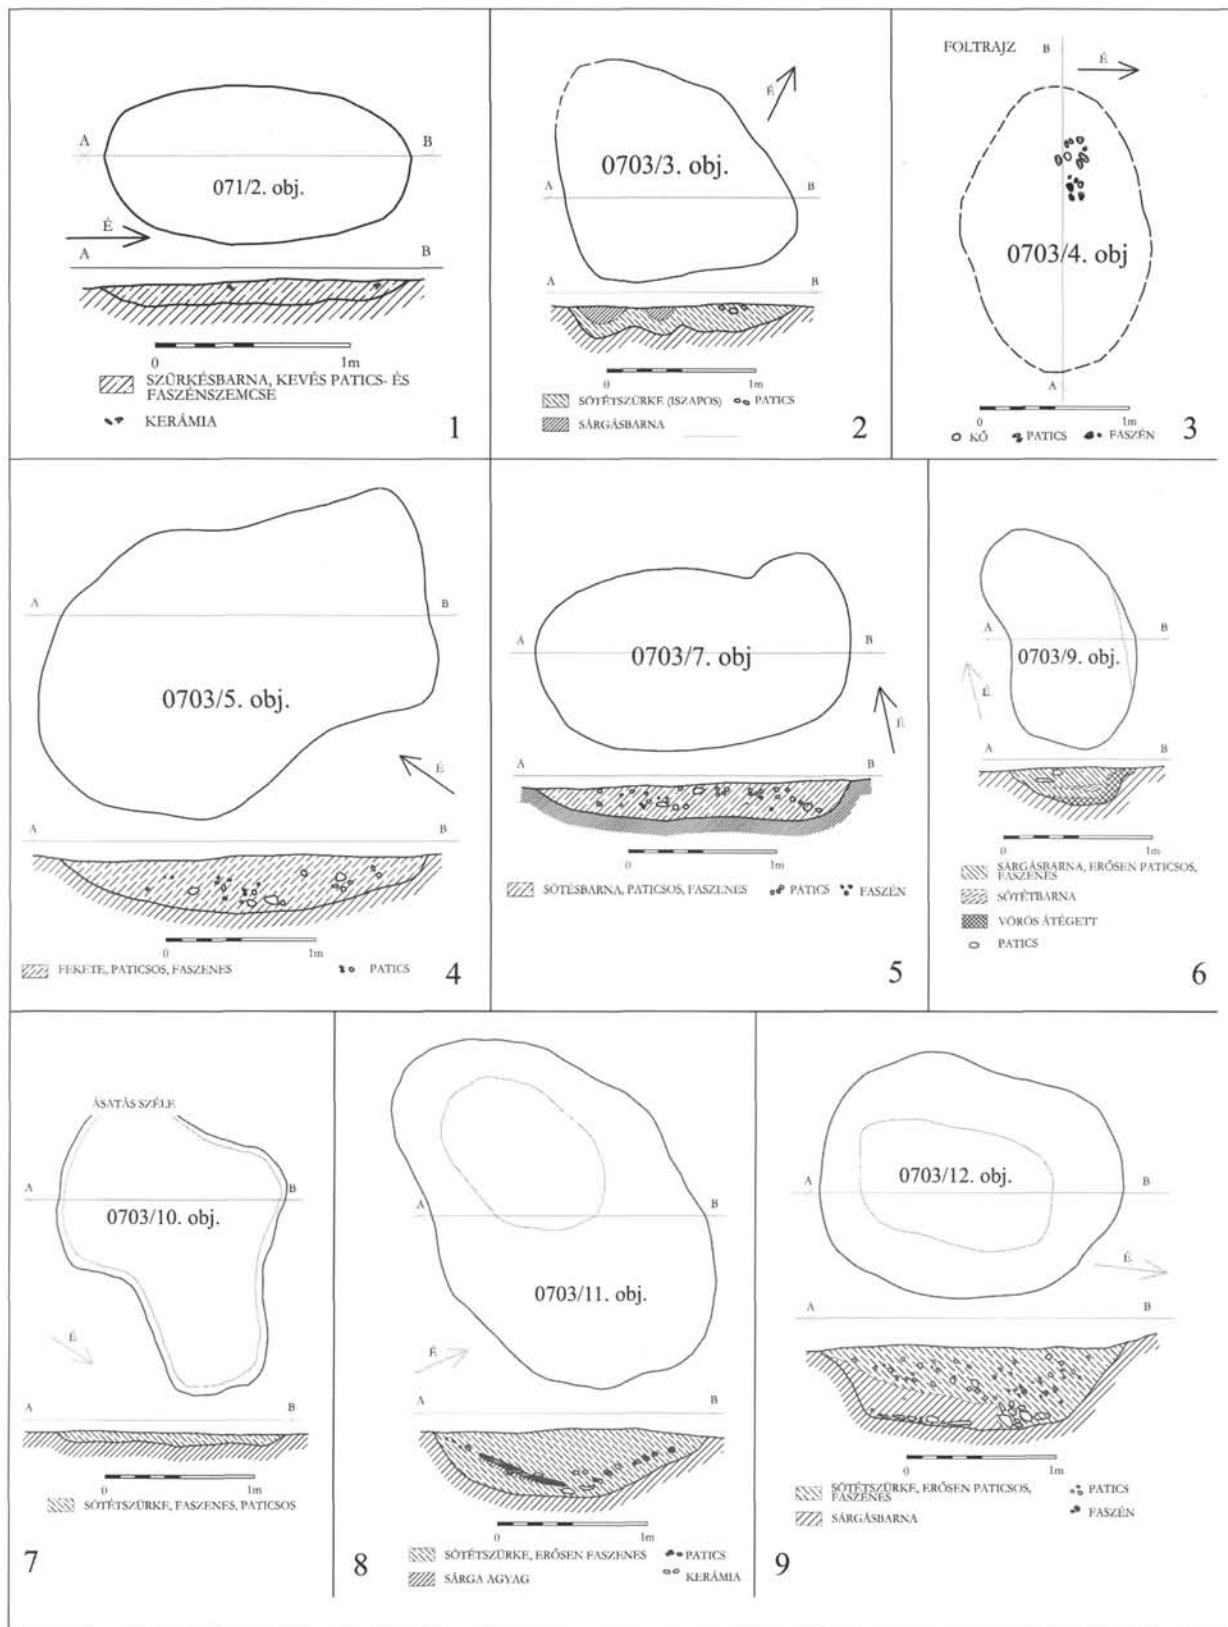 A B
071/2. obj.
É
A B
0 1m
SZÜRKÉSBARNA, KEVÉS PATICS- ÉS
FASZÉNSZEMCSE
KERÁMIA
1
É
0703/3. obj.
A B
A B
0 1m
SÖTÉTSZÜRKE (ISZAPOS) PATICS
SÁRGÁSBARNA
2
FOLTRAJZ B
É
0703/4. obj
A
0 1m
KŐ PATICS FASZÉN
3
A B
0703/5. obj.
É
A B
0 1m
FEKETE, PATICSOS, FASZENES PATICS
4
A B
0703/7. obj
É
A B
0 1m
SÖTÉSBARNA, PATICSOS, FASZENES PATICS FASZÉN
5
A B
0703/9. obj.
É
A B
0 1m
SÁRGÁSBARNA, ERŐSEN PATICSOS,
FASZENES
SÖTÉTBARNA
VÖRÖS ÁTÉGETT
PATICS
6
ÁSATÁS SZÉLE
A B
0703/10. obj.
É
A B
0 1m
SÖTÉTSZÜRKE, FASZENES, PATICSOS
7
A B
0703/11. obj.
É
A B
0 1m
SÖTÉTSZÜRKE, ERŐSEN FASZENES PATICS
SÁRGA AGYAG KERÁMIA
8
A B
0703/12. obj.
É
A B
0 1m
SÖTÉTSZÜRKE, ERŐSEN PATICSOS, PATICS
FASZENES
FASZÉN
SÁRGÁSBARNA
9